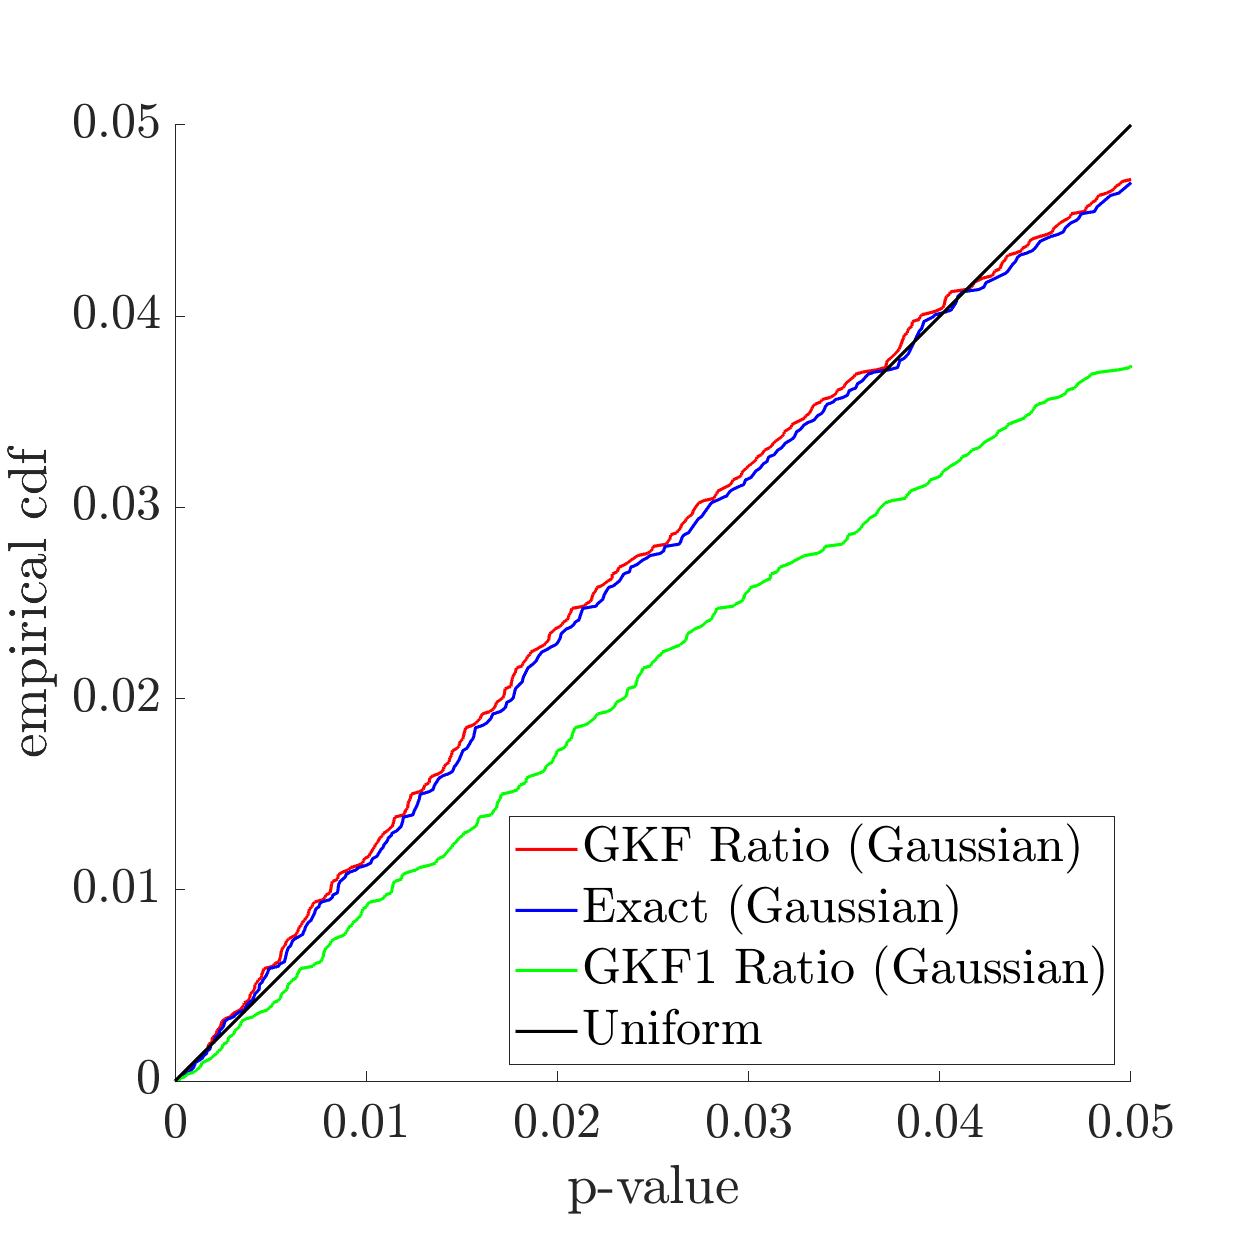 0.05
0.04
0.03
0.02
0.01
0
empirical cdf
GKF Ratio (Gaussian)
Exact (Gaussian)
GKF1 Ratio (Gaussian)
Uniform
0 0.01 0.02 0.03 0.04 0.05
p-value